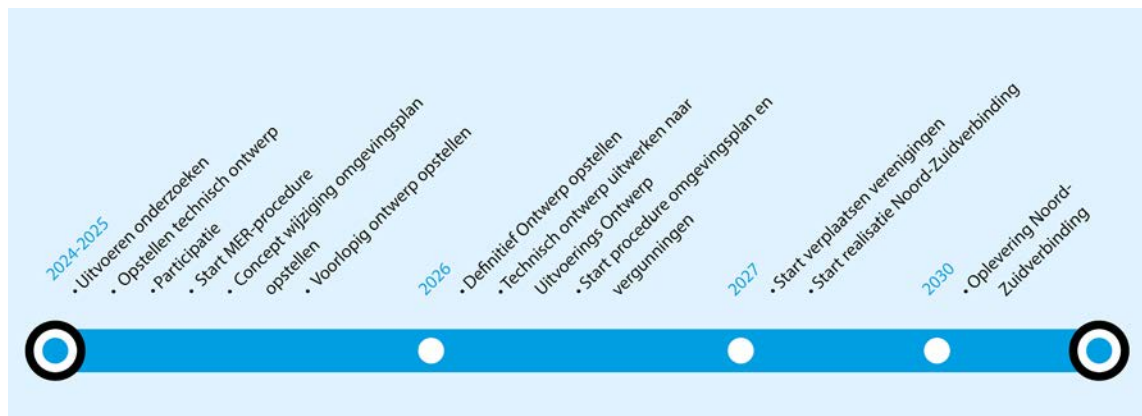 2024-2025
• Uitvoeren onderzoeken
• Opstellen technisch ontwerp
• Participatie
• Start MER-procedure
• Concept wijziging omgevingsplan
opstellen
• Voorlopig ontwerp opstellen
2026
• Definitief Ontwerp opstellen
• Technisch ontwerp uitwerken naar
Uitvoerings Ontwerp
• Start procedure omgevingsplan en
vergunningen
2027
• Start verplaatsen verenigingen
• Start realisatie Noord-Zuidverbinding
2030
• Oplevering Noord-
Zuidverbinding